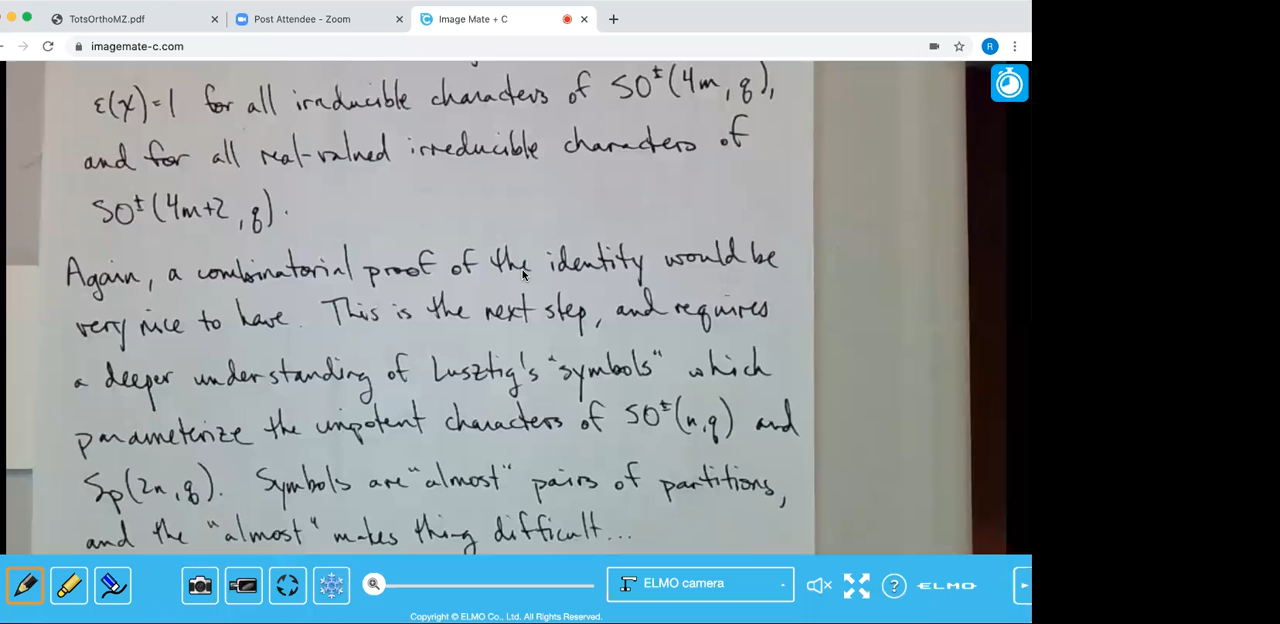 TotsOrthoMZ.pdf
Post Attendee - Zoom
Image Mate + C
imagemate-c.com
R
ε(χ)=1 for all irreducible characters of SO±(4m, q),
and for all real-valued irreducible characters of
SO±(4m+2, q).
Again, a combinatorial proof of the identity would be
very nice to have. This is the next step, and requires
a deeper understanding of Lusztig's "symbols" which
parameterize the unipotent characters of SO±(n,q) and
Sp(2n, q). Symbols are "almost" pairs of partitions,
and the "almost" makes thing difficult...
ELMO camera
ELMO
Copyright © ELMO Co., Ltd. All Rights Reserved.